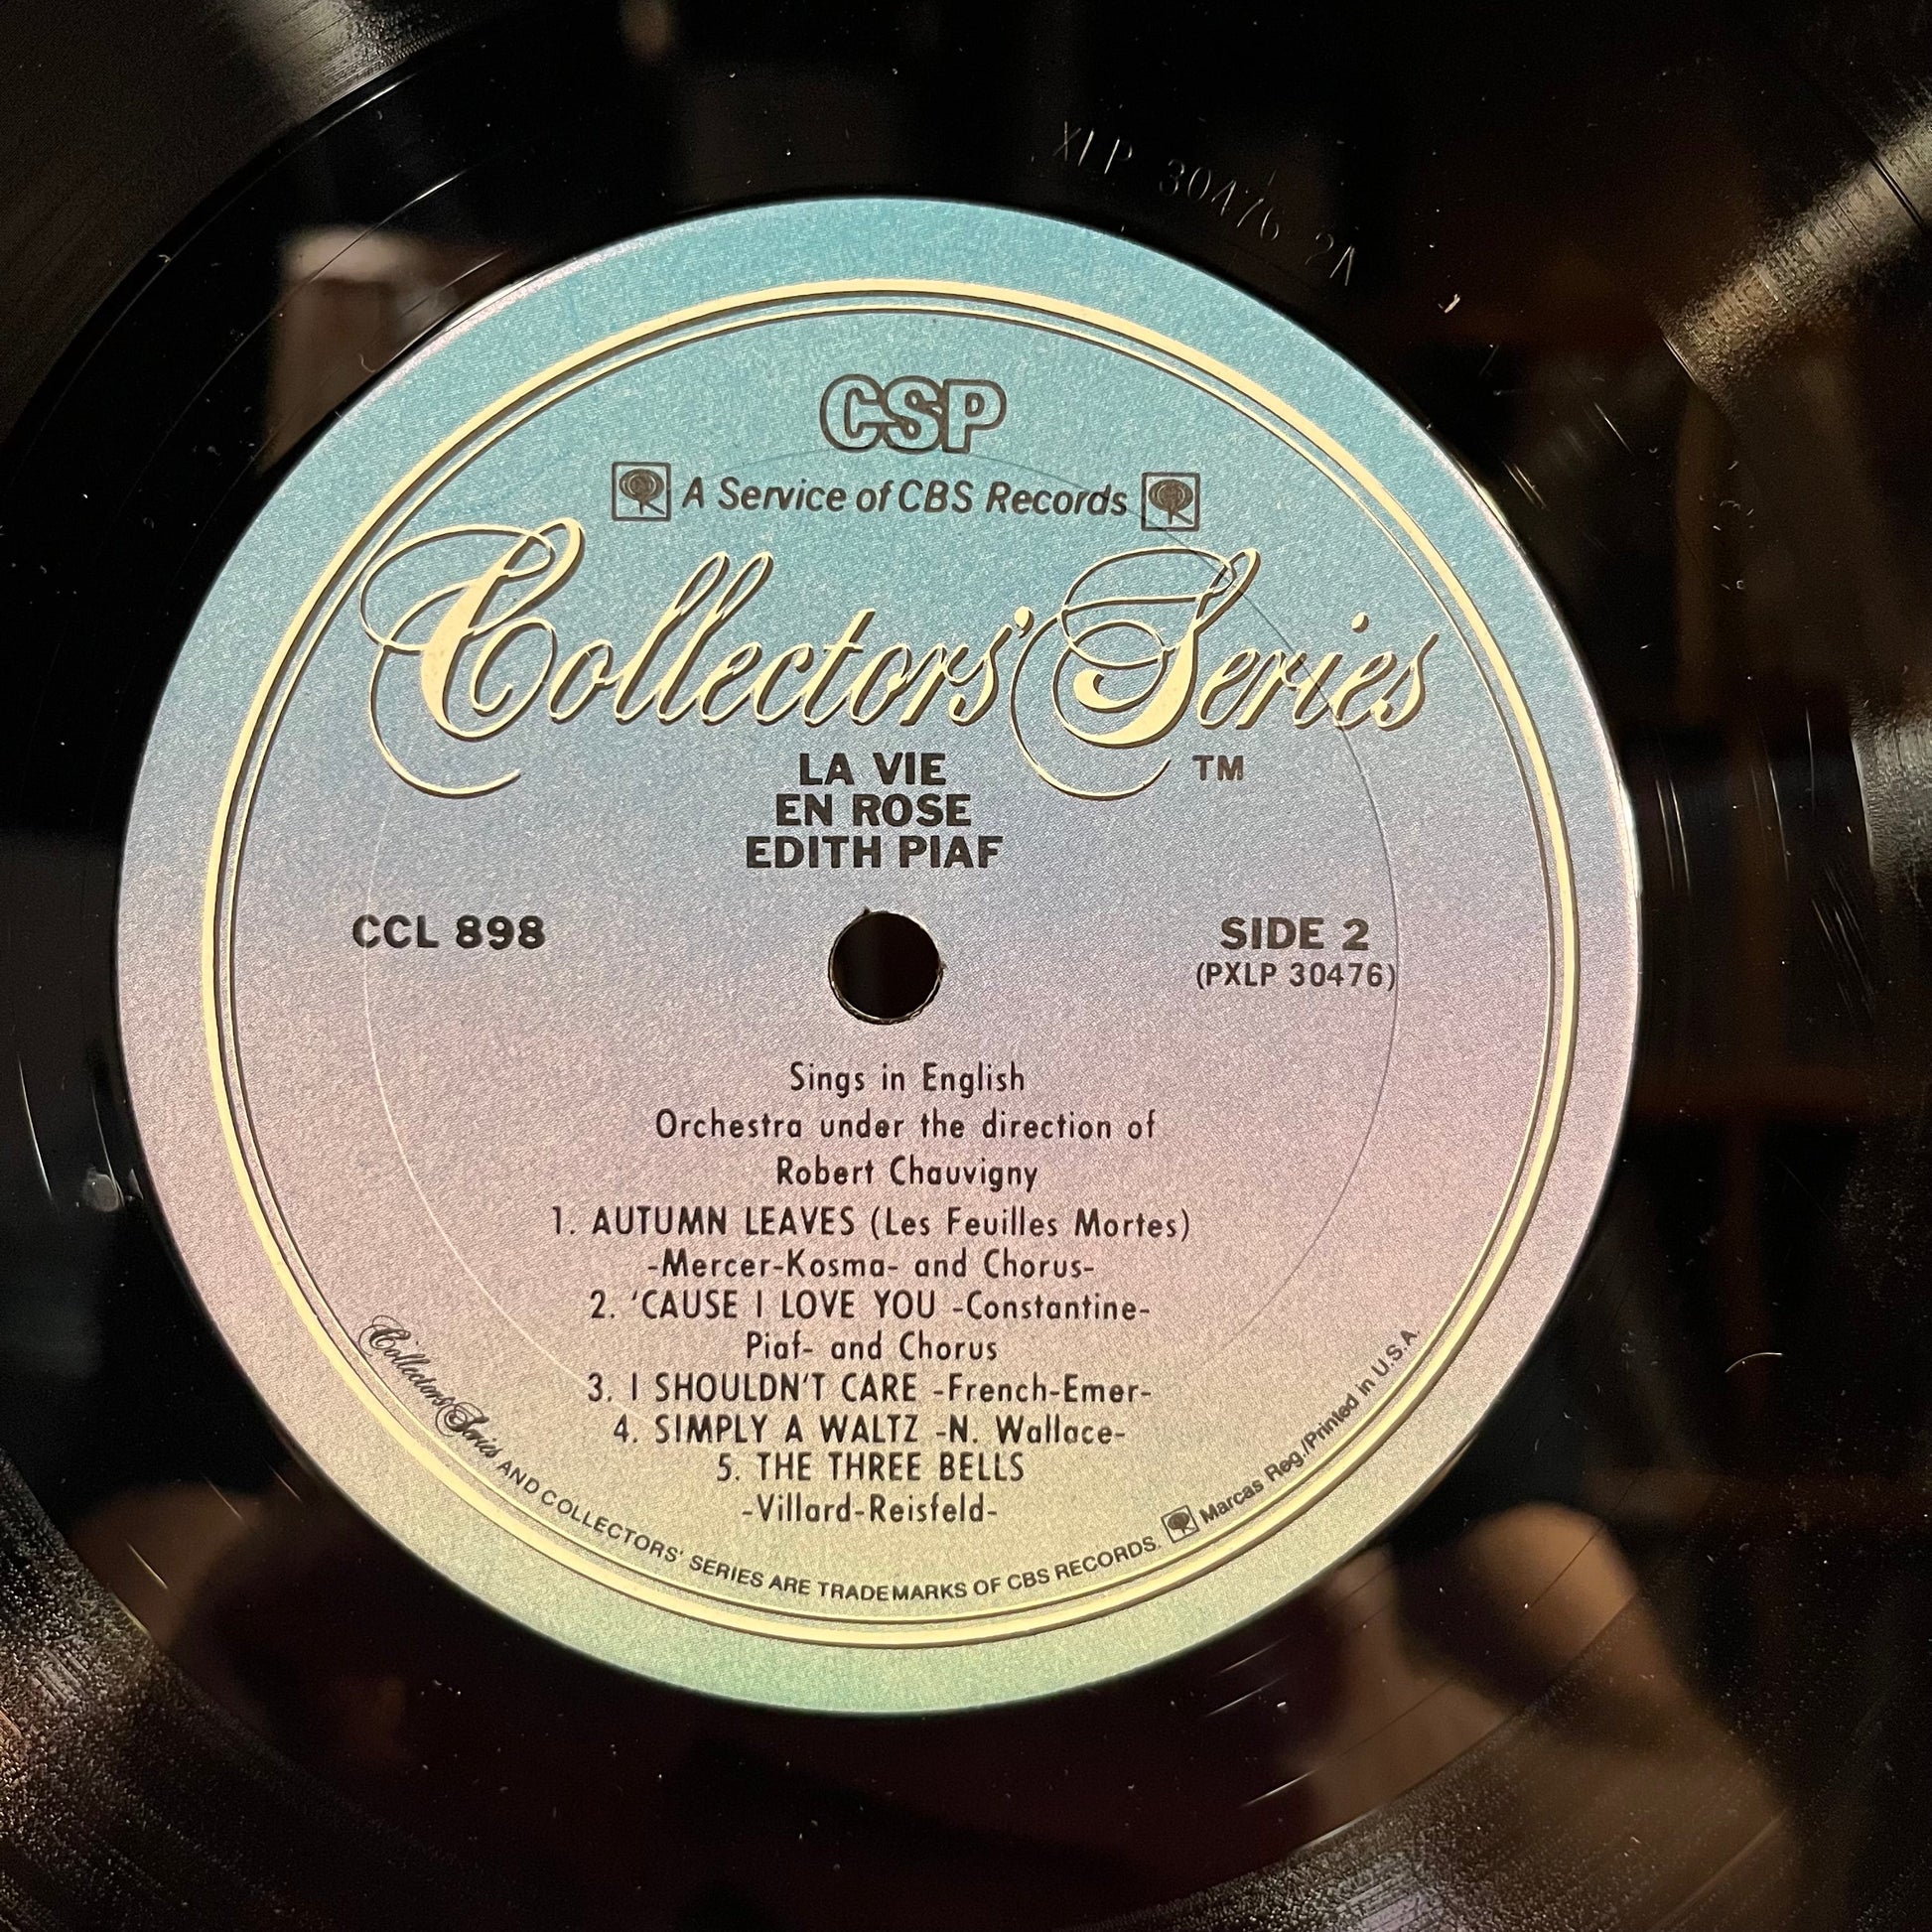 XLP 30476 2A
CSP
A Service of CBS Records
Collectors' Series
TM
LA VIE
EN ROSE
EDITH PIAF
CCL 898
SIDE 2
(PXLP 30476)
Sings in English
Orchestra under the direction of
Robert Chauvigny
1. AUTUMN LEAVES (Les Feuilles Mortes)
-Mercer-Kosma- and Chorus-
2. 'CAUSE I LOVE YOU -Constantine-
Piaf- and Chorus
3. I SHOULDN'T CARE -French-Emer-
4. SIMPLY A WALTZ -N. Wallace-
5. THE THREE BELLS
-Villard-Reisfeld-
Collectors' Series AND COLLECTORS' SERIES ARE TRADEMARKS OF CBS RECORDS. Marcas Reg./Printed in U.S.A.